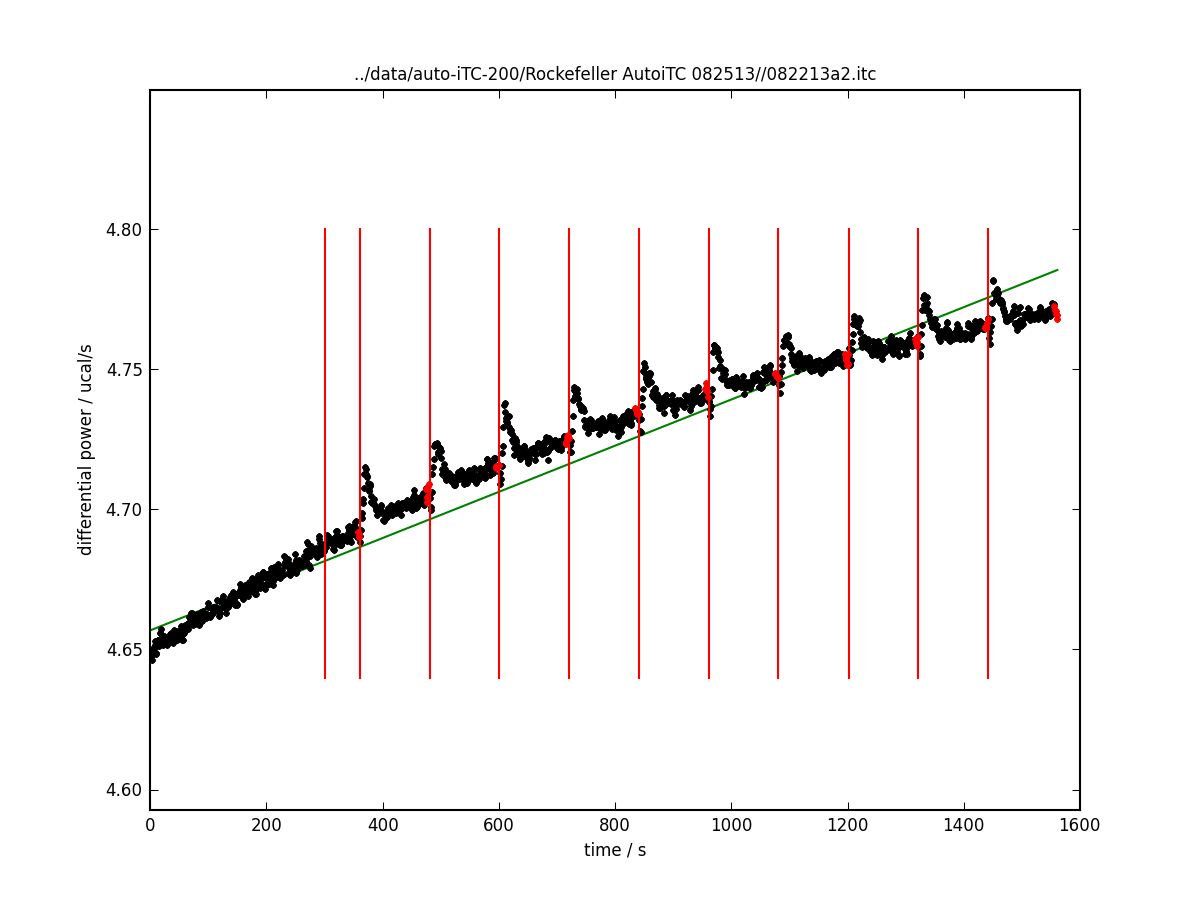 ../data/auto-iTC-200/Rockefeller AutoiTC 082513//082213a2.itc
4.80
4.75
4.70
4.65
4.60
differential power / ucal/s
0 200 400 600 800 1000 1200 1400 1600
time / s